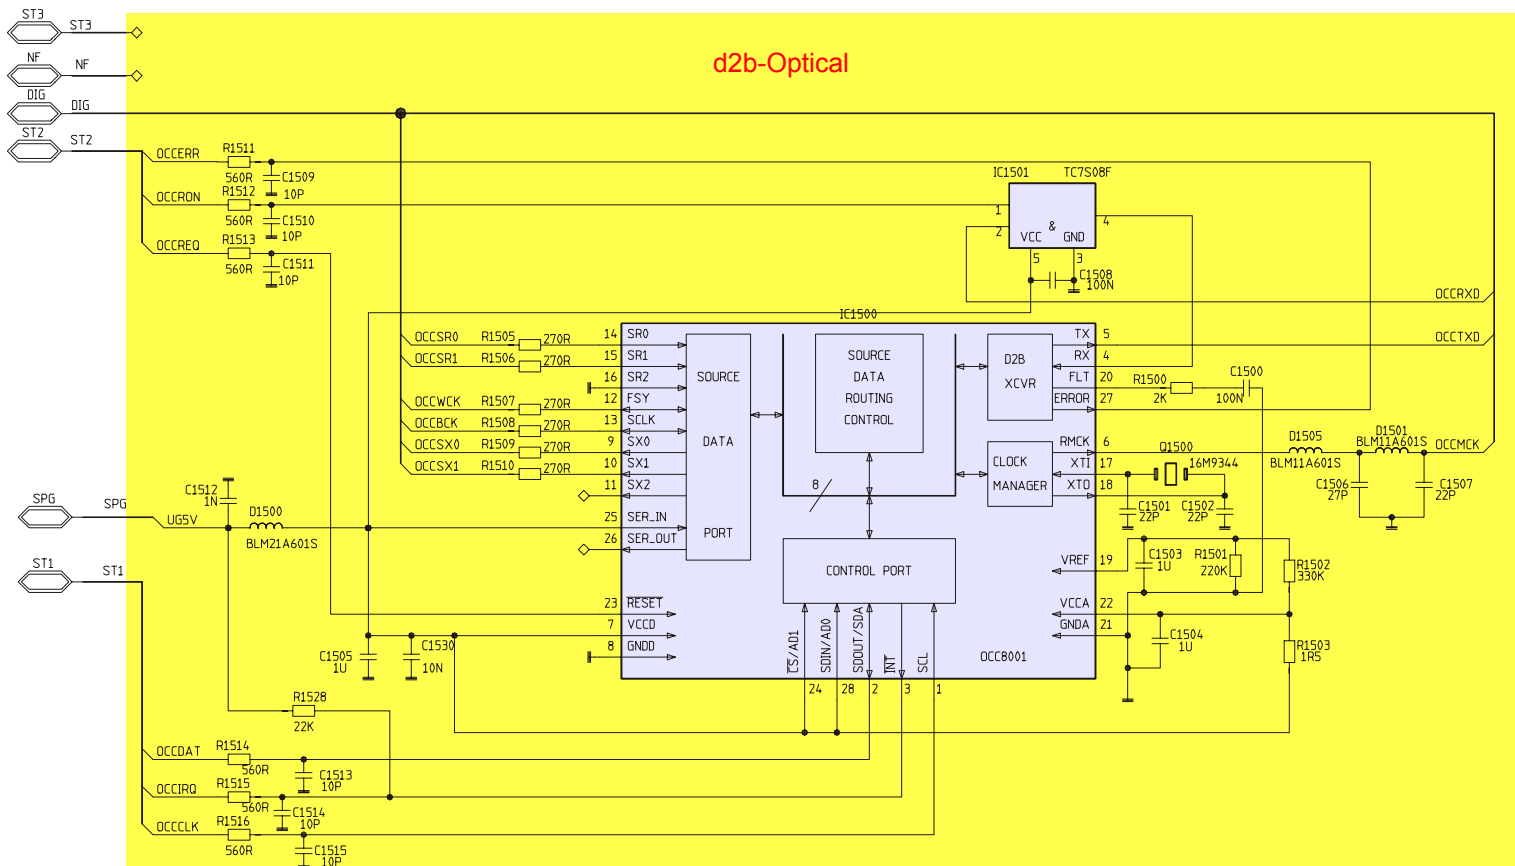 ST3
ST3
NF
NF
DIG
DIG
ST2
ST2
d2b-Optical
OCCERR
R1511
560R
C1509
10P
OCCRON
R1512
560R
C1510
10P
OCCREQ
R1513
560R
C1511
10P
IC1501
TC7S08F
1
2
4
&
VCC
GND
5
3
C1508
100N
OCCRXD
OCCTXD
IC1500
OCCSR0
R1505
270R
14
SR0
OCCSR1
R1506
270R
15
SR1
16
SR2
OCCWCK
R1507
270R
12
FSY
OCCBCK
R1508
270R
13
SCLK
OCCSX0
R1509
270R
9
SX0
OCCSX1
R1510
270R
10
SX1
11
SX2
25
SER_IN
26
SER_OUT
23
RESET
7
VCCD
8
GNDD
SOURCE
DATA
PORT
SOURCE
DATA
ROUTING
CONTROL
8
D2B
XCVR
CLOCK
MANAGER
CONTROL PORT
TX
5
RX
4
FLT
20
ERROR
27
RMCK
6
XTI
17
XTO
18
VREF
19
VCCA
22
GNDA
21
OCC8001
CS/AD1
SDIN/AD0
SDOUT/SDA
INT
SCL
24
28
2
3
1
R1500
2K
C1500
100N
Q1500
16M9344
D1505
BLM11A601S
D1501
BLM11A601S
OCCMCK
C1506
27P
C1507
22P
C1501
22P
C1502
22P
C1503
1U
R1501
220K
R1502
330K
C1504
1U
R1503
1R5
SPG
SPG
UG5V
C1512
1N
D1500
BLM21A601S
ST1
ST1
C1505
1U
C1530
10N
R1528
22K
OCCDAT
R1514
560R
C1513
10P
OCCIRQ
R1515
560R
C1514
10P
OCCCLK
R1516
560R
C1515
10P